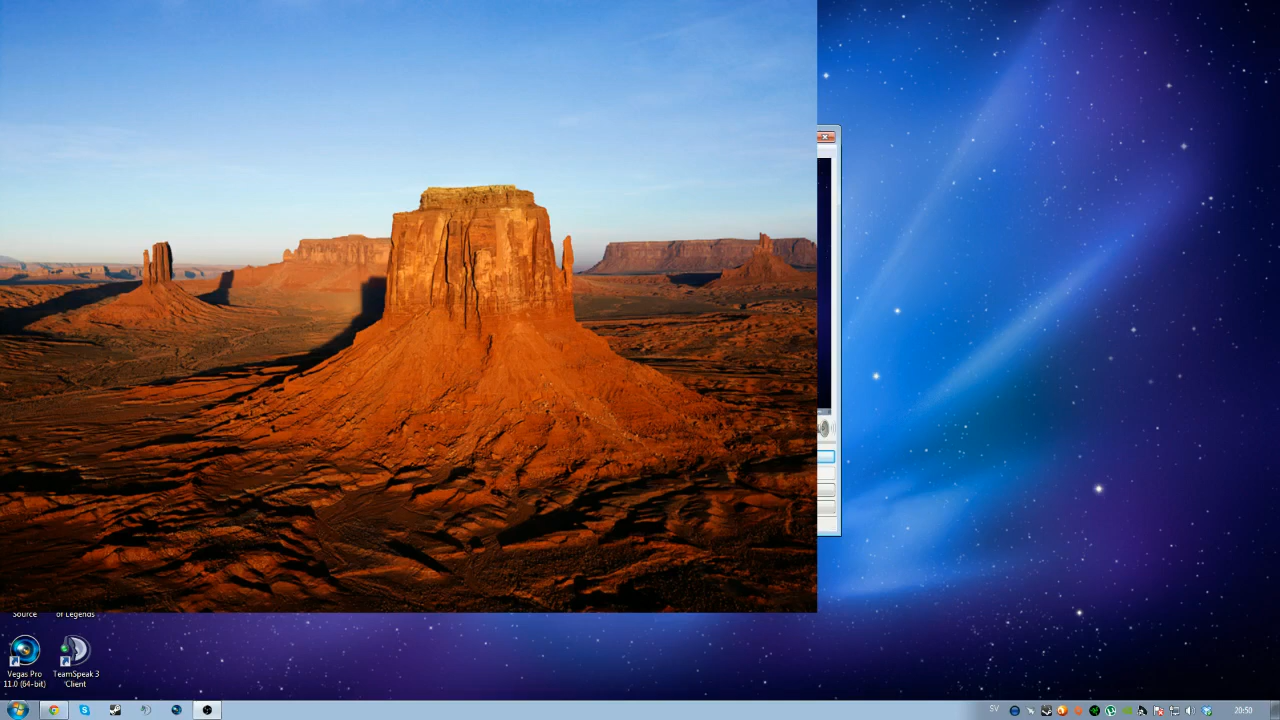 Source
of Legends
Vegas Pro
11.0 (64-bit)
TeamSpeak 3
Client
SV
20:50